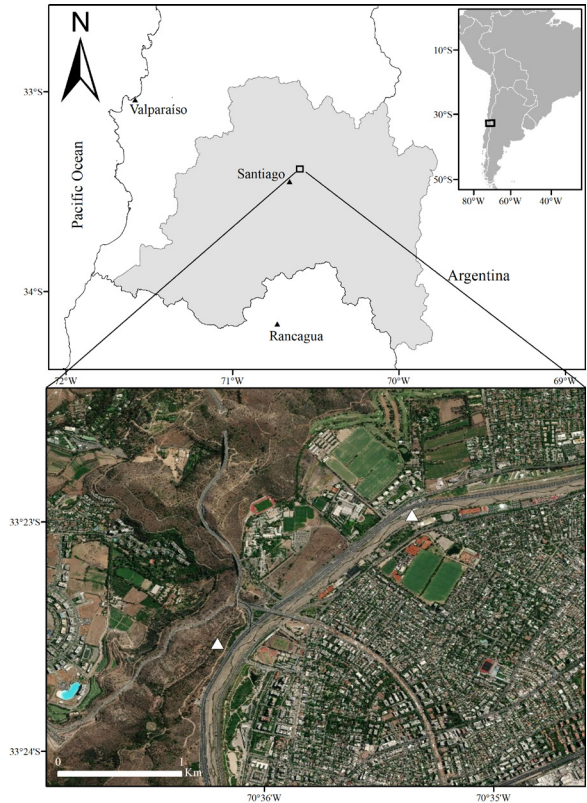 N
33°S
Valparaíso
Pacific Ocean
Santiago
Argentina
34°S
Rancagua
72°W
71°W
70°W
69°W
10°S
30°S
50°S
80°W
60°W
40°W
33°23'S
33°24'S
0
1
Km
70°36'W
70°35'W